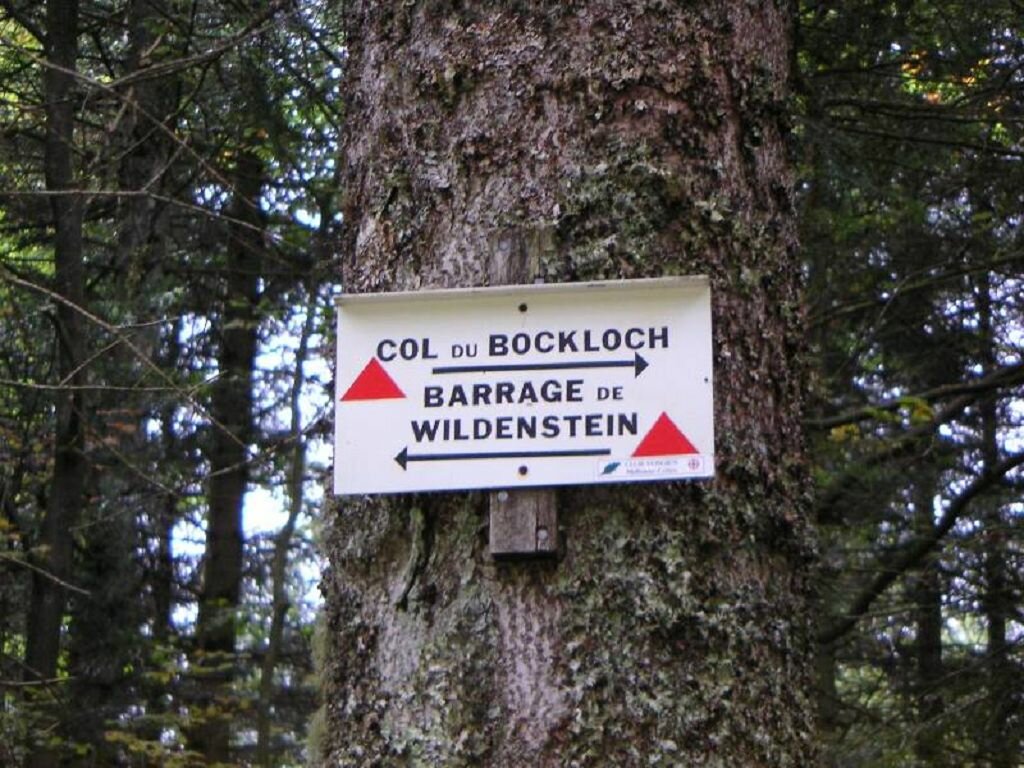 COL DU BOCKLOCH
BARRAGE DE
WILDENSTEIN